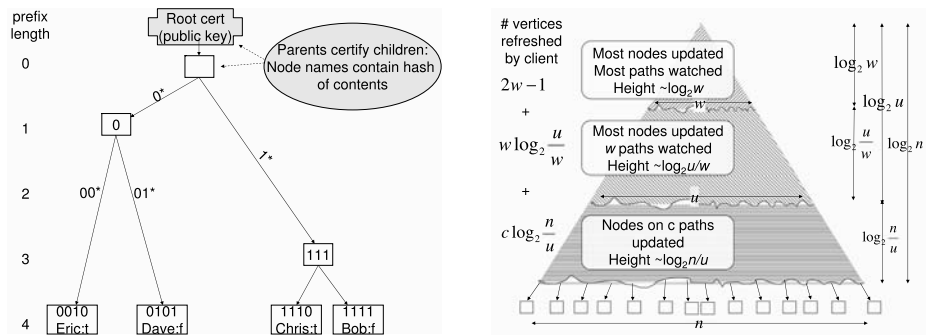 prefix
length
Root cert
(public key)
Parents certify children:
Node names contain hash
of contents
0
0*
1
0
1*
2
00*
01*
3
111
4
0010
Eric:t
0101
Dave:f
1110
Chris:t
1111
Bob:f
# vertices
refreshed
by client
2w−1
+
w log₂ u/w
+
c log₂ n/u
Most nodes updated
Most paths watched
Height ~log₂w
w
Most nodes updated
w paths watched
Height ~log₂u/w
u
Nodes on c paths
updated
Height ~log₂n/u
n
log₂ w
log₂ u
log₂ u/w
log₂ n
log₂ n/u